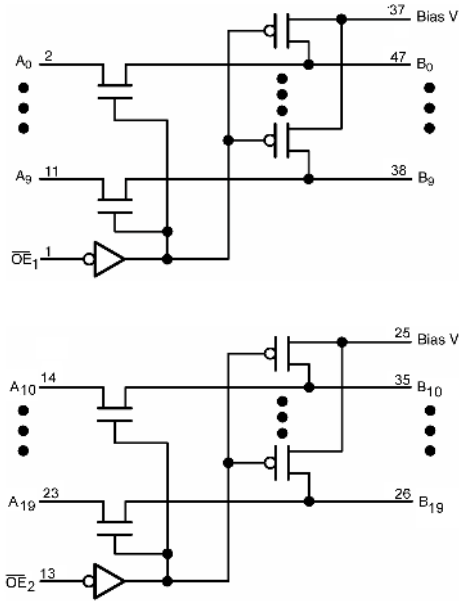 37 Bias V
A0 2 47 B0
A9 11 38 B9
OE1 1
25 Bias V
A10 14 35 B10
A19 23 26 B19
OE2 13